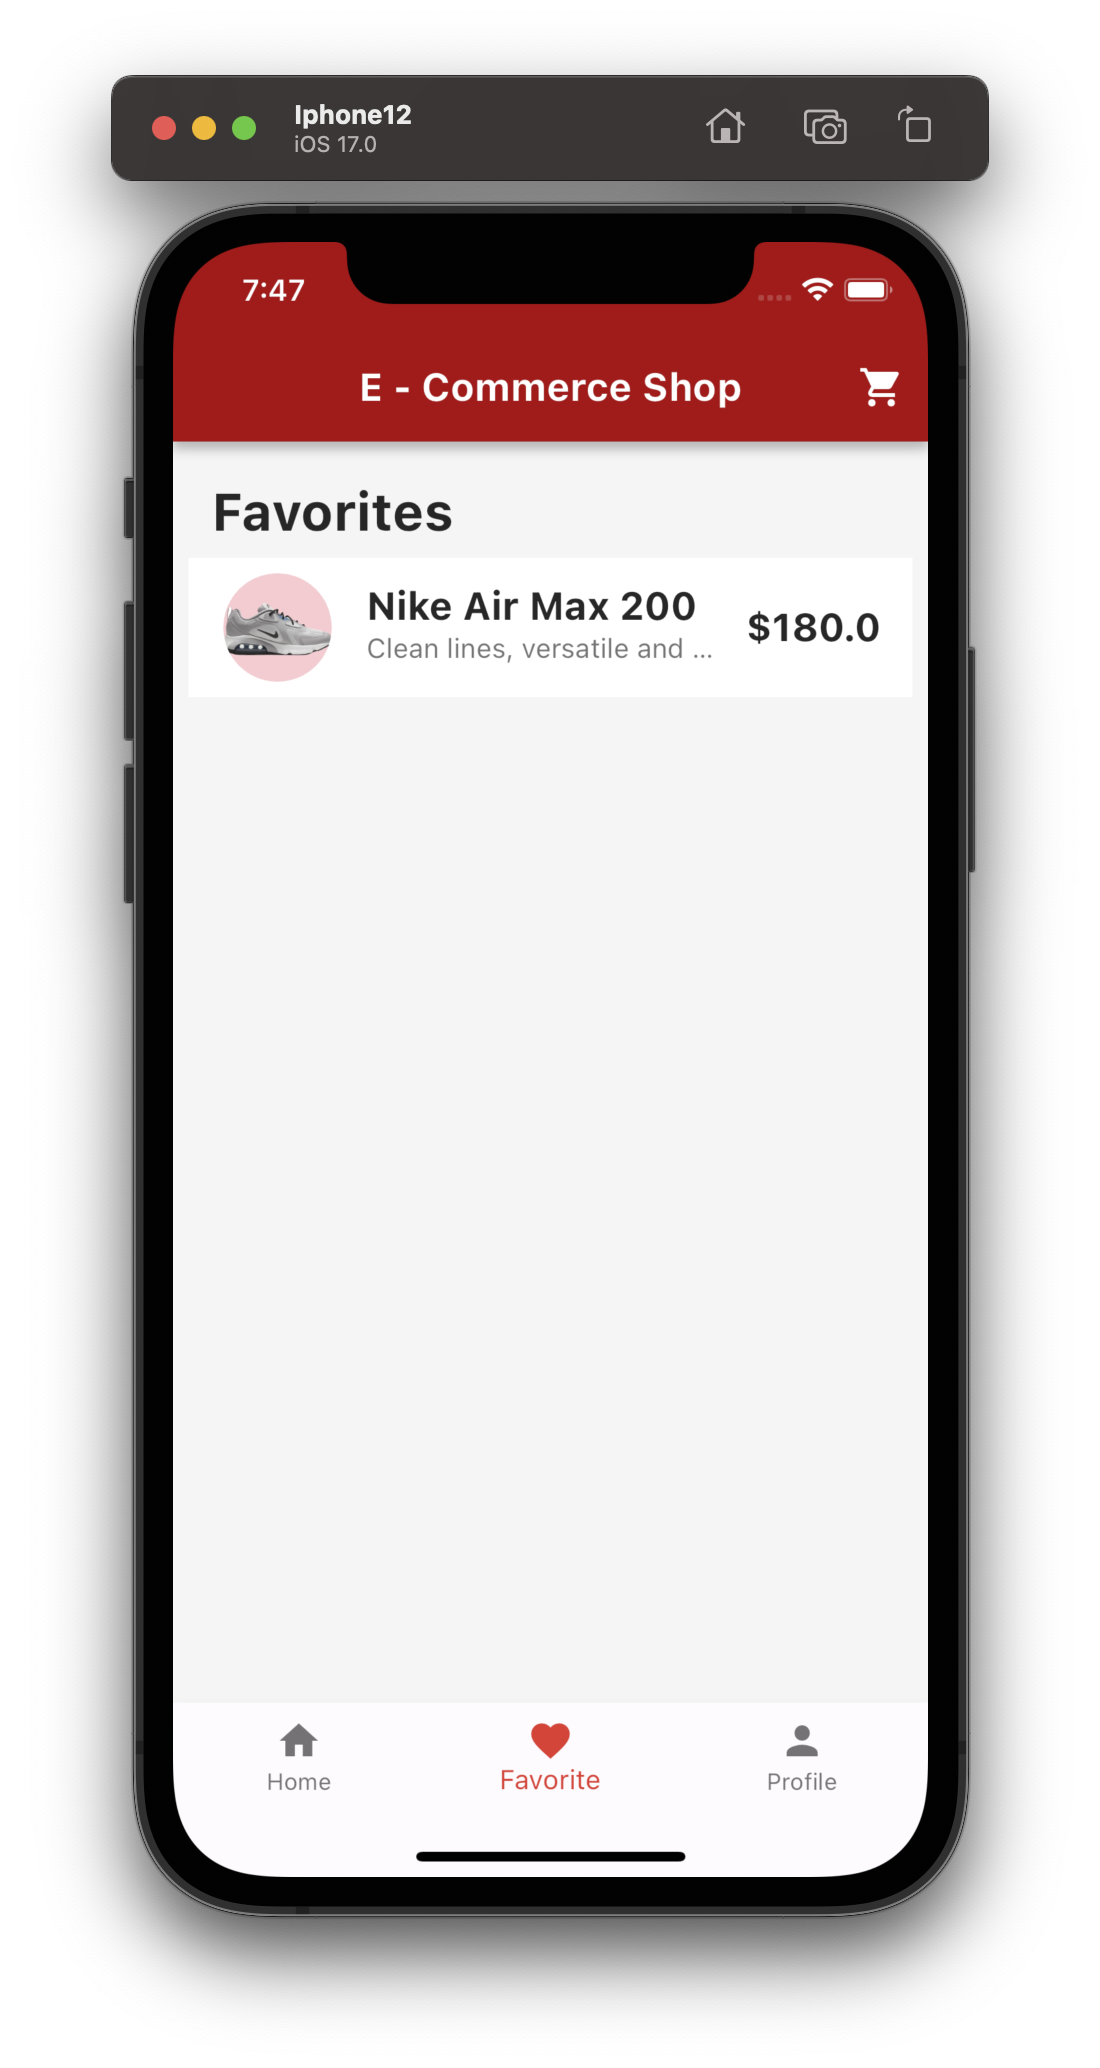 Iphone12
iOS 17.0
7:47
E - Commerce Shop
Favorites
Nike Air Max 200
Clean lines, versatile and ...
$180.0
Home
Favorite
Profile